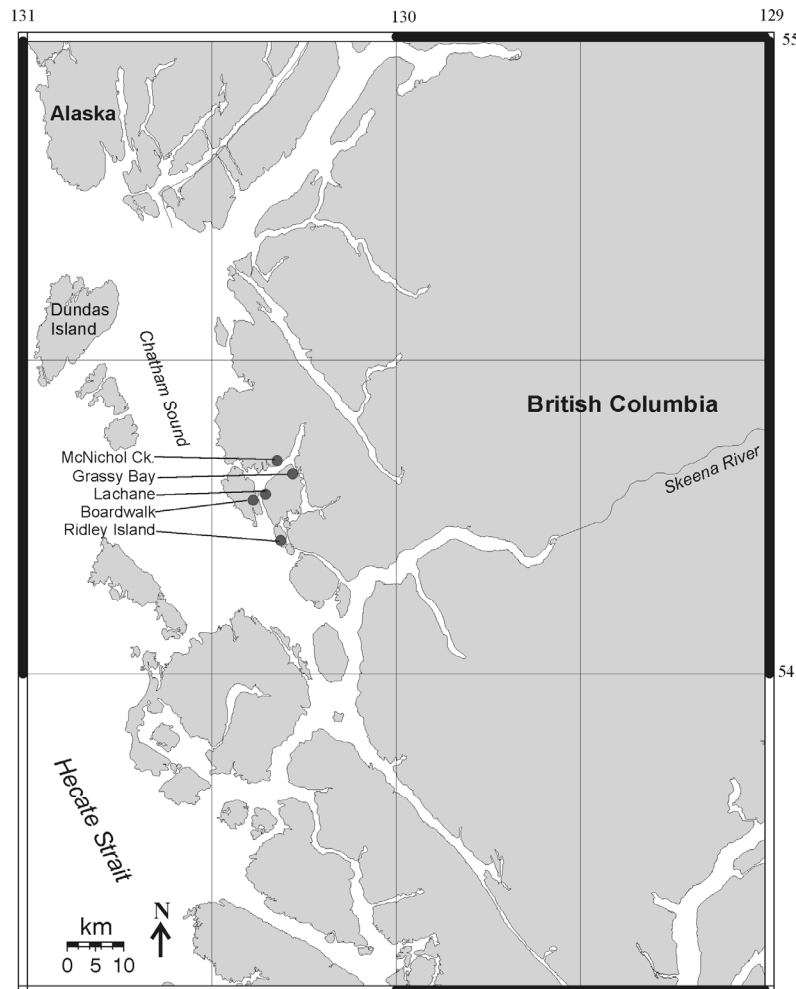 131
130
129
55
Alaska
Dundas
Island
Chatham Sound
British Columbia
Skeena River
McNichol Ck.
Grassy Bay
Lachane
Boardwalk
Ridley Island
54
Hecate Strait
N
km
0 5 10